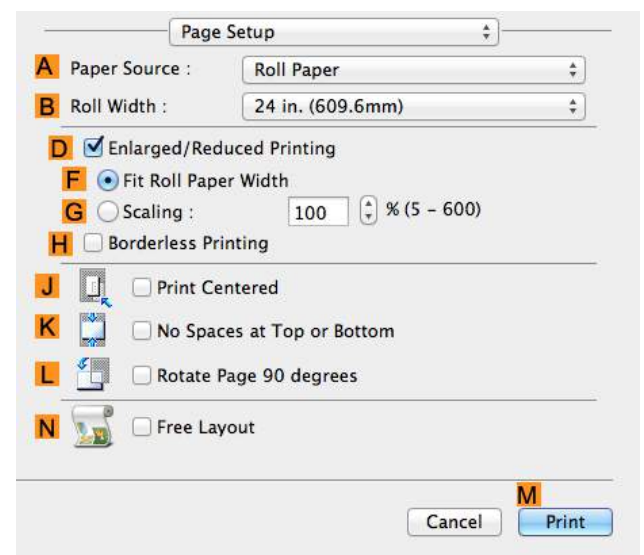 Page Setup
A Paper Source : Roll Paper
B Roll Width : 24 in. (609.6mm)
D Enlarged/Reduced Printing
F Fit Roll Paper Width
G Scaling : 100 % (5 – 600)
H Borderless Printing
J Print Centered
K No Spaces at Top or Bottom
L Rotate Page 90 degrees
N Free Layout
M
Cancel Print